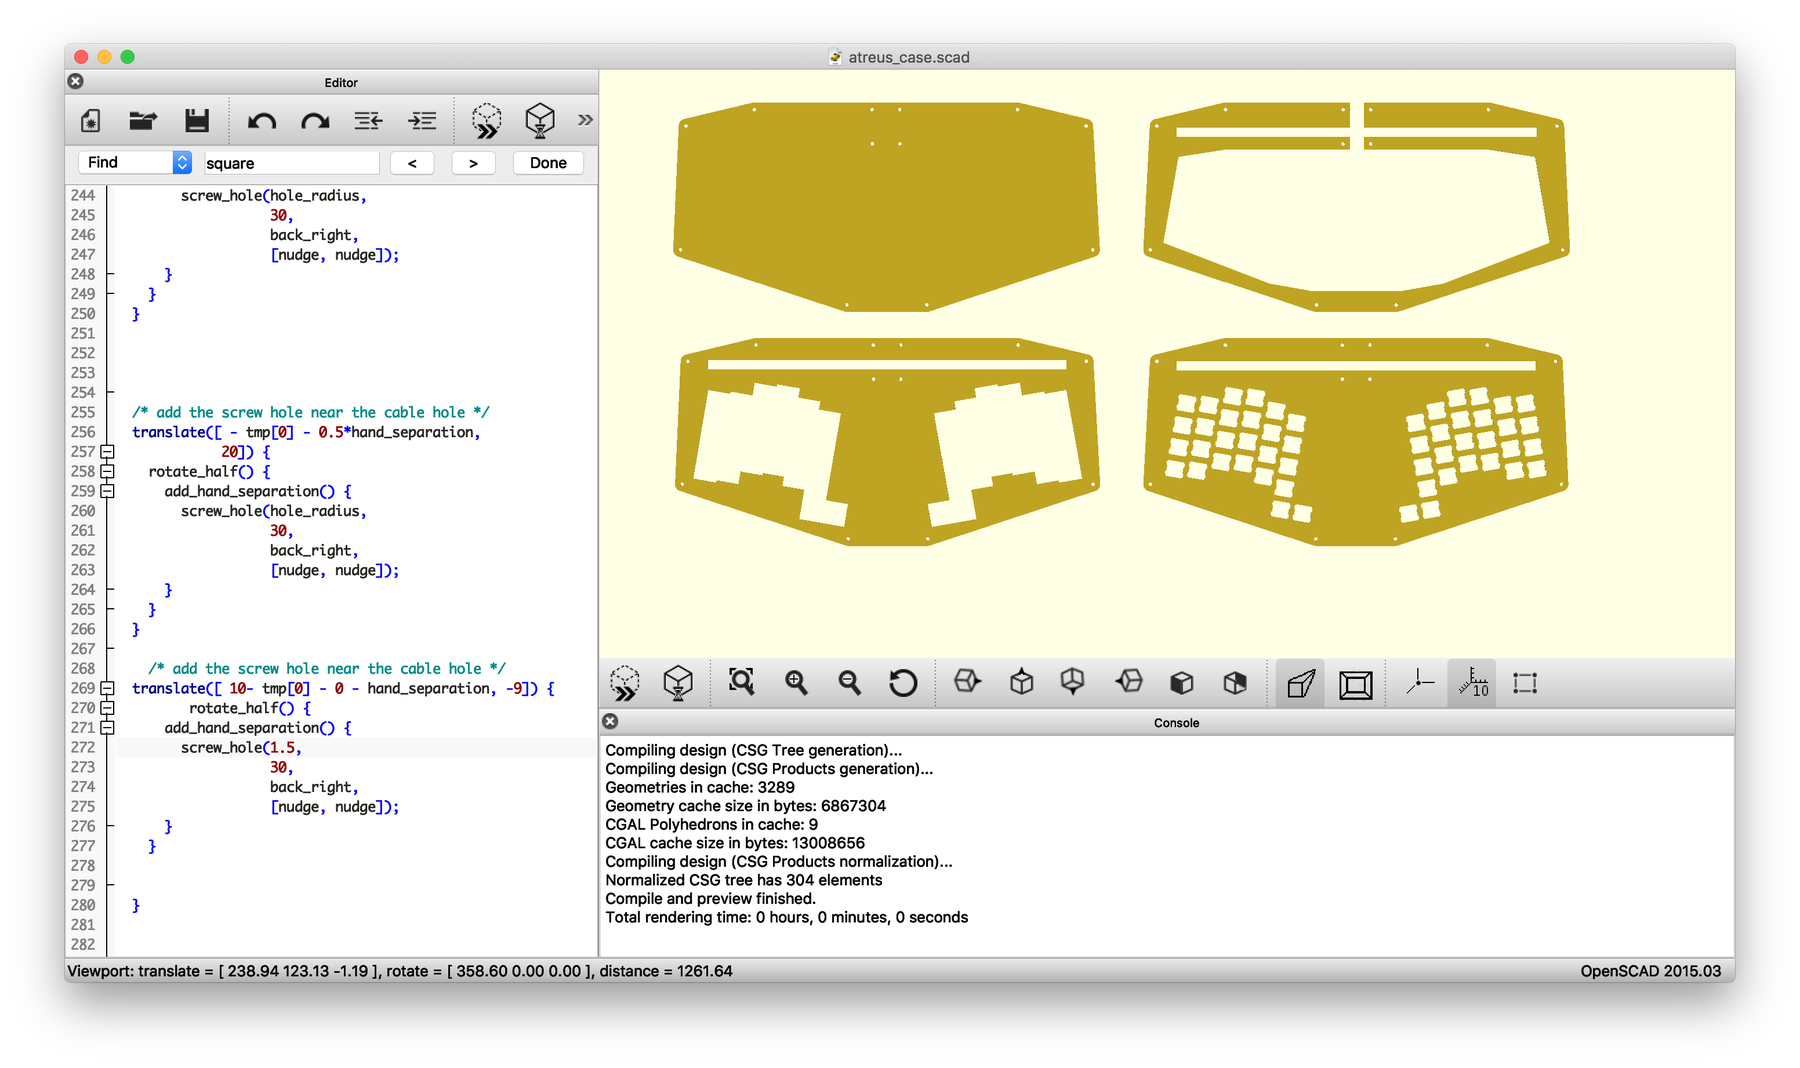 atreus_case.scad
Editor
Find
square
<
>
Done
244 screw_hole(hole_radius,
245 30,
246 back_right,
247 [nudge, nudge]);
248 }
249 }
250 }
251
252
253
254
255 /* add the screw hole near the cable hole */
256 translate([ - tmp[0] - 0.5*hand_separation,
257 20]) {
258 rotate_half() {
259 add_hand_separation() {
260 screw_hole(hole_radius,
261 30,
262 back_right,
263 [nudge, nudge]);
264 }
265 }
266 }
267
268 /* add the screw hole near the cable hole */
269 translate([ 10- tmp[0] - 0 - hand_separation, -9]) {
270 rotate_half() {
271 add_hand_separation() {
272 screw_hole(1.5,
273 30,
274 back_right,
275 [nudge, nudge]);
276 }
277 }
278
279
280 }
281
282
10
Console
Compiling design (CSG Tree generation)...
Compiling design (CSG Products generation)...
Geometries in cache: 3289
Geometry cache size in bytes: 6867304
CGAL Polyhedrons in cache: 9
CGAL cache size in bytes: 13008656
Compiling design (CSG Products normalization)...
Normalized CSG tree has 304 elements
Compile and preview finished.
Total rendering time: 0 hours, 0 minutes, 0 seconds
Viewport: translate = [ 238.94 123.13 -1.19 ], rotate = [ 358.60 0.00 0.00 ], distance = 1261.64
OpenSCAD 2015.03